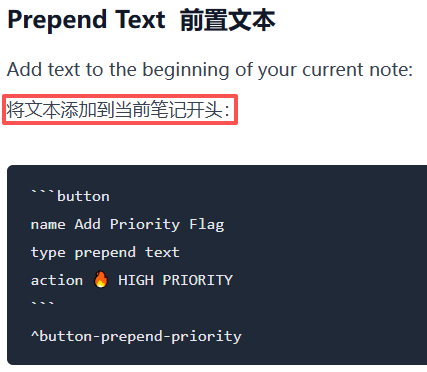 Prepend Text 前置文本
Add text to the beginning of your current note:
将文本添加到当前笔记开头：
```button
name Add Priority Flag
type prepend text
action 🔥 HIGH PRIORITY
```
^button-prepend-priority